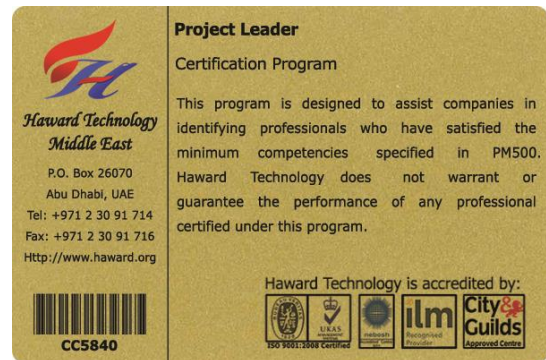 Haward Technology
Middle East
P.O. Box 26070
Abu Dhabi, UAE
Tel: +971 2 30 91 714
Fax: +971 2 30 91 716
Http://www.haward.org
CC5840
Project Leader
Certification Program
This program is designed to assist companies in
identifying professionals who have satisfied the
minimum competencies specified in PM500.
Haward Technology does not warrant or
guarantee the performance of any professional
certified under this program.
Haward Technology is accredited by:
UKAS
ISO 9001:2008 Certified
nebosh
ilm
Recognised
Provider
City&
Guilds
Approved Centre